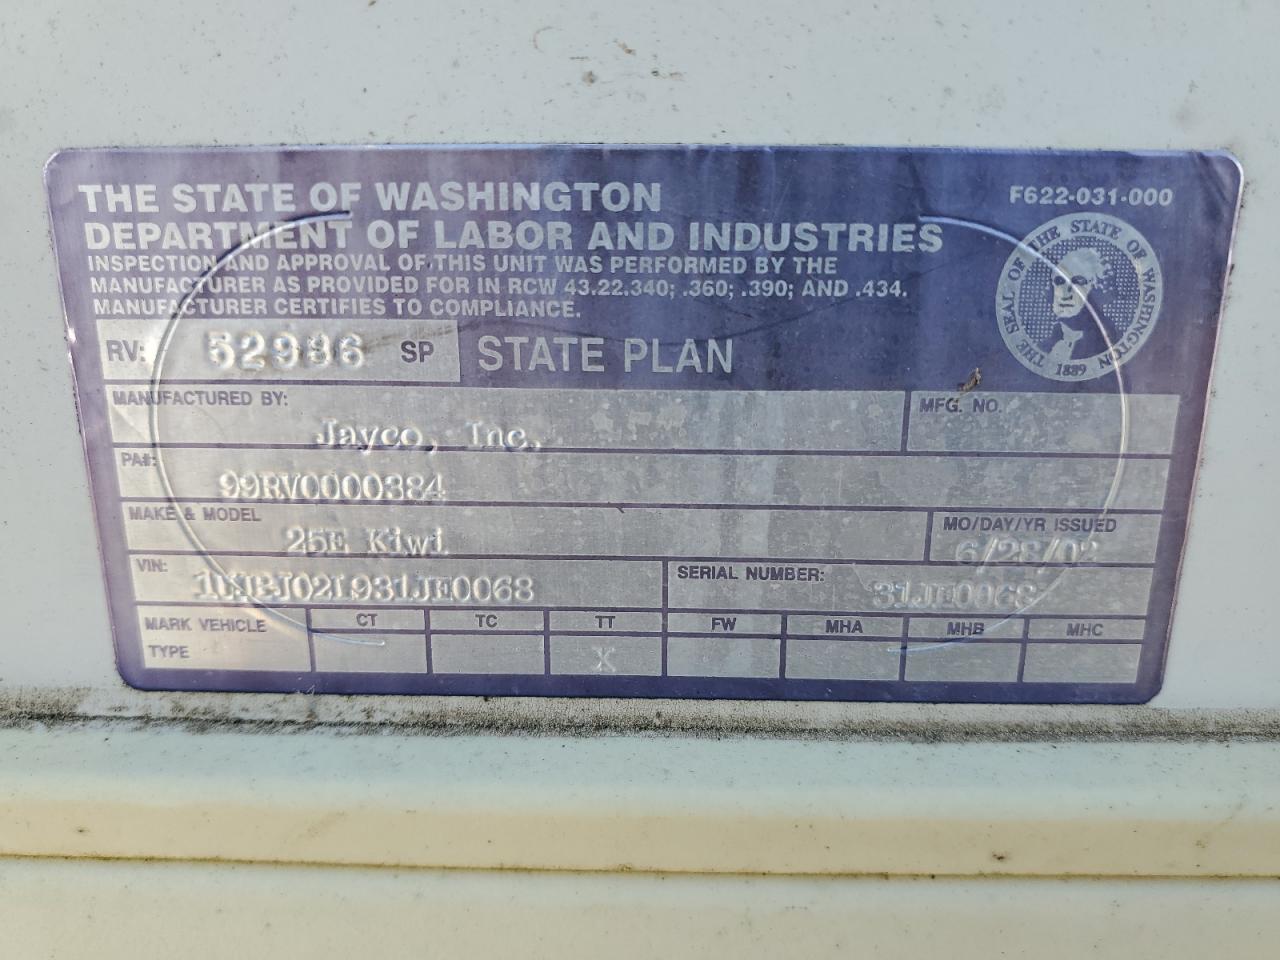 THE STATE OF WASHINGTON
DEPARTMENT OF LABOR AND INDUSTRIES
F622-031-000
INSPECTION AND APPROVAL OF THIS UNIT WAS PERFORMED BY THE
MANUFACTURER AS PROVIDED FOR IN RCW 43.22.340; .360; .390; AND .434.
MANUFACTURER CERTIFIES TO COMPLIANCE.
THE SEAL OF THE STATE OF WASHINGTON
1889
RV: SP STATE PLAN
MANUFACTURED BY: Jayco, Inc.
MFG. NO.
PA#: 99RV0000384
MAKE & MODEL 25E Kiwi
MO/DAY/YR ISSUED 6/28/02
VIN:
SERIAL NUMBER: 31JE0068
MARK VEHICLE TYPE
CT TC TT FW MHA MHB MHC
X